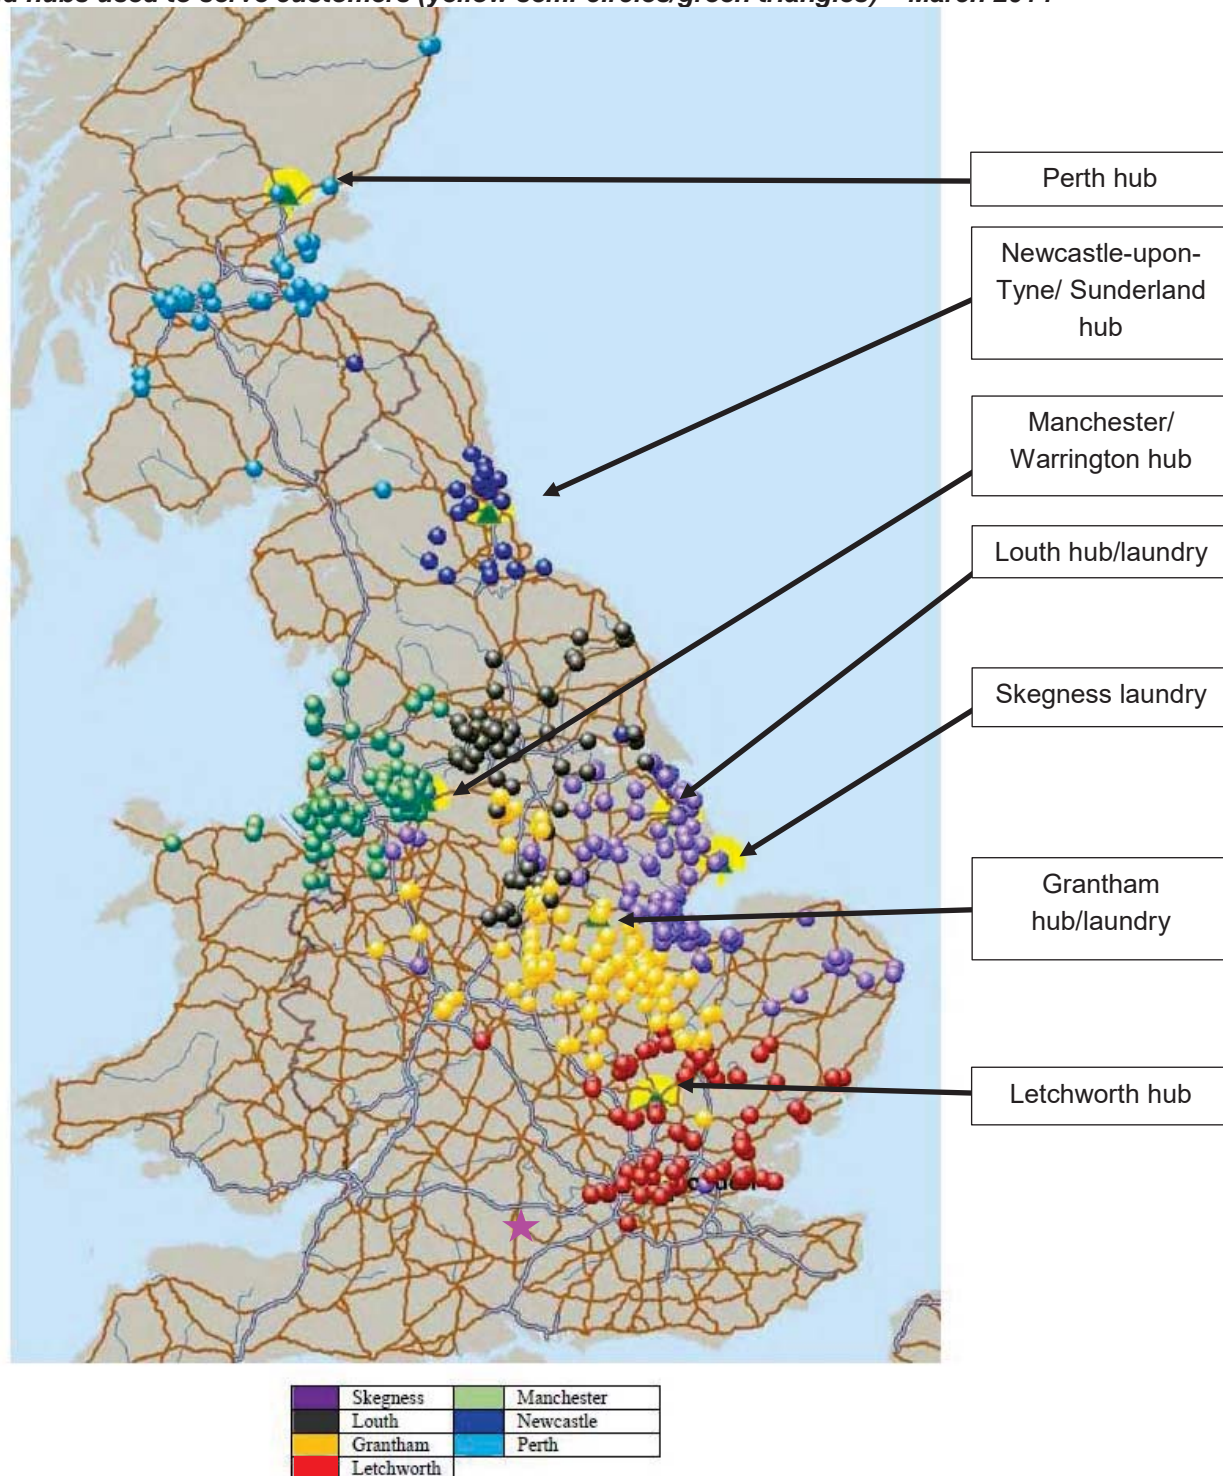 hubs used to serve customers (yellow semi-circles/green triangles) – March 2014
Perth hub
Newcastle-upon-
Tyne/ Sunderland
hub
Manchester/
Warrington hub
Louth hub/laundry
Skegness laundry
Grantham
hub/laundry
Letchworth hub
Skegness Manchester
Louth Newcastle
Grantham Perth
Letchworth